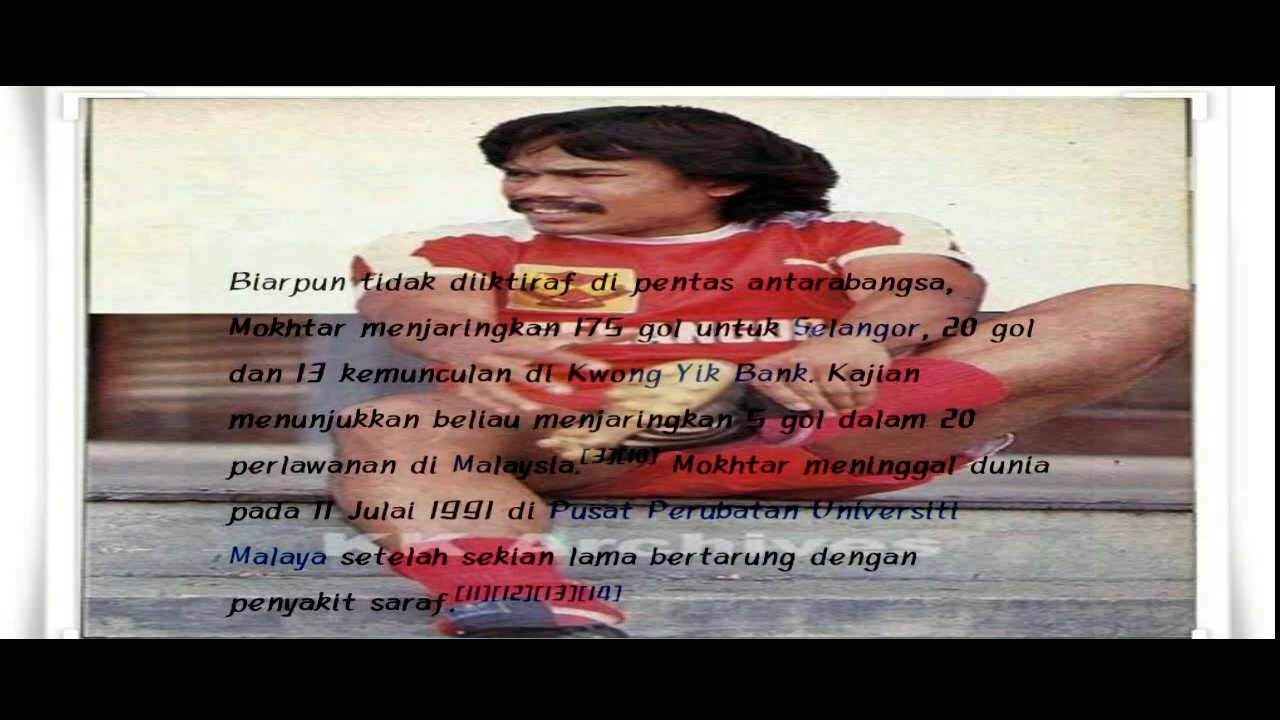 Biarpun tidak diiktiraf di pentas antarabangsa,
Mokhtar menjaringkan 175 gol untuk Selangor, 20 gol
dan 13 kemunculan di Kwong Yik Bank. Kajian
menunjukkan beliau menjaringkan 5 gol dalam 20
perlawanan di Malaysia.[3][10] Mokhtar meninggal dunia
pada 11 Julai 1991 di Pusat Perubatan Universiti
Malaya setelah sekian lama bertarung dengan
penyakit saraf.[11][12][13][14]
Archives